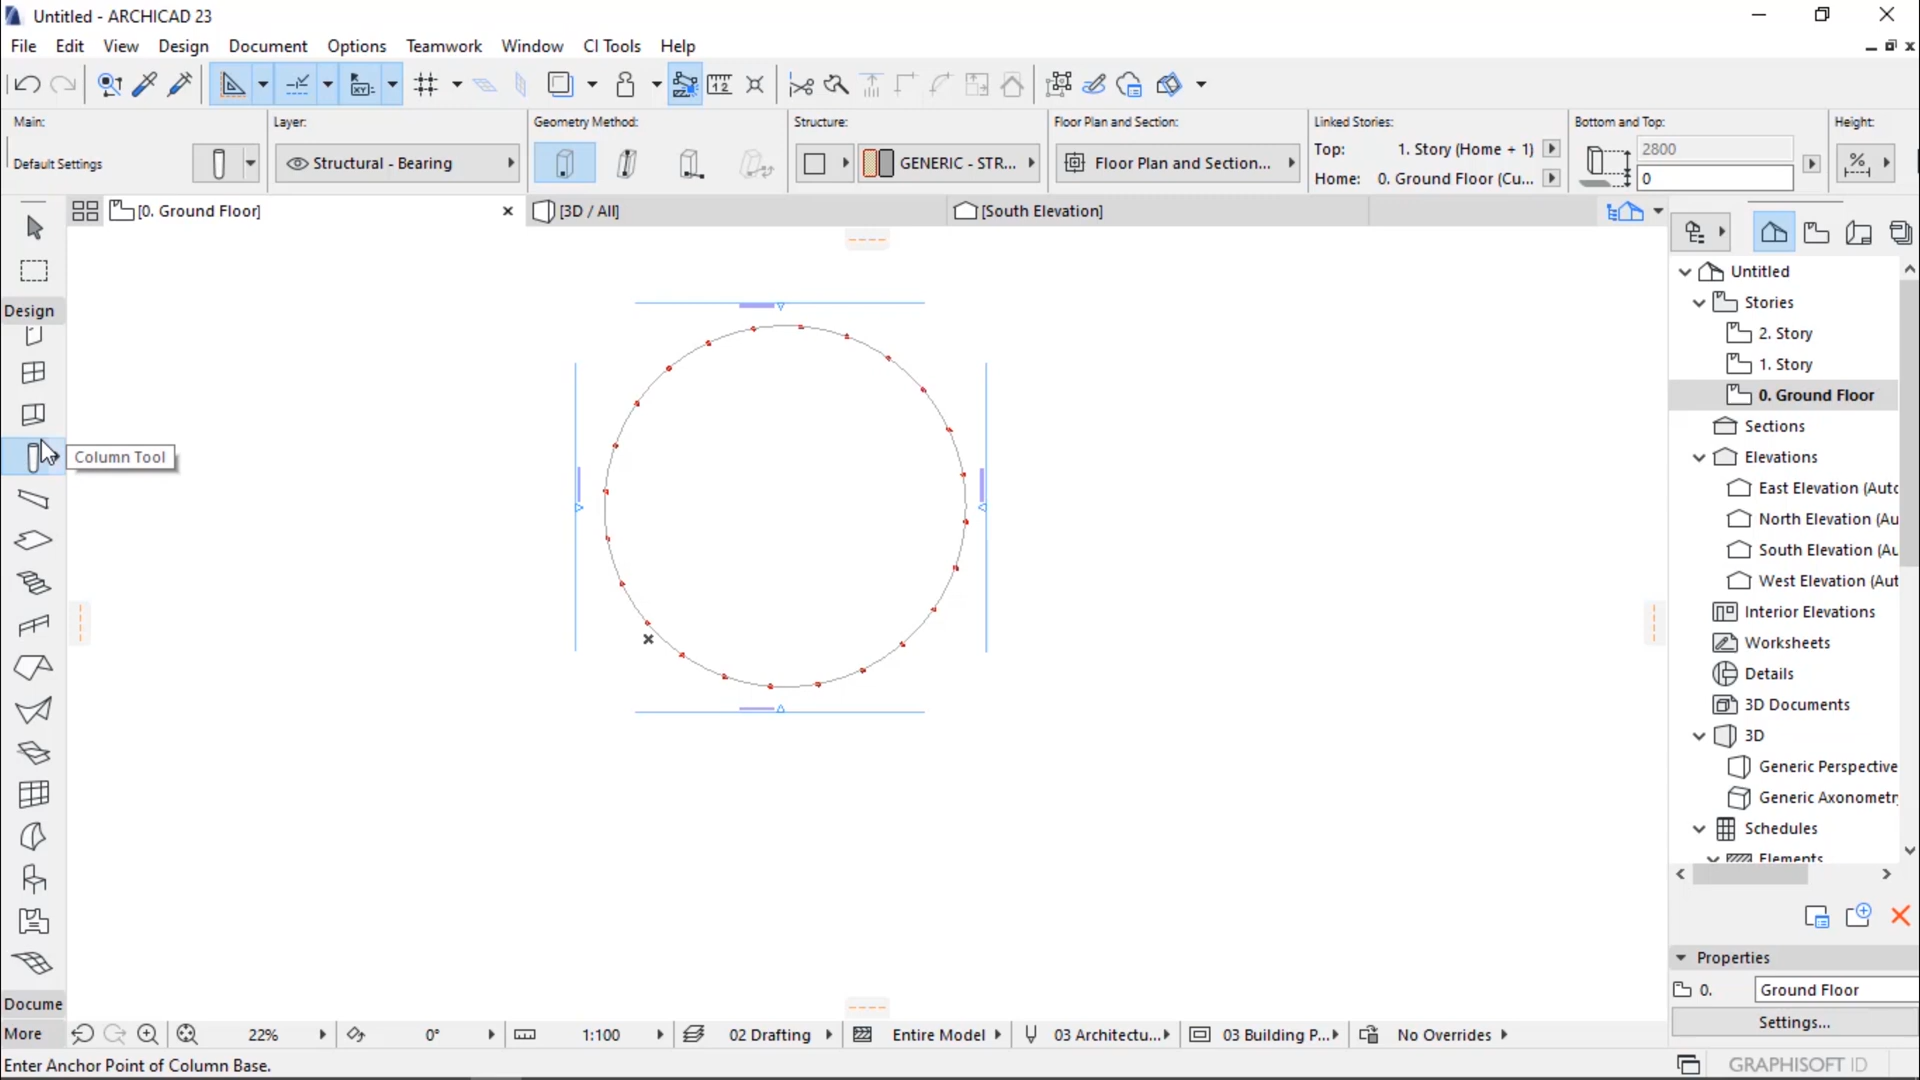 Untitled - ARCHICAD 23
File Edit View Design Document Options Teamwork Window CI Tools Help
Main: Layer: Geometry Method: Structure: Floor Plan and Section: Linked Stories: Bottom and Top: Height:
Default Settings Structural - Bearing GENERIC - STR... Floor Plan and Section... Top: 1. Story (Home + 1) 2800
Home: 0. Ground Floor (Cu... 0
[0. Ground Floor] [3D / All] [South Elevation]
Design
Column Tool
Untitled
Stories
2. Story
1. Story
0. Ground Floor
Sections
Elevations
East Elevation (Auto
North Elevation (Au
South Elevation (Au
West Elevation (Aut
Interior Elevations
Worksheets
Details
3D Documents
3D
Generic Perspective
Generic Axonometr
Schedules
Elements
Properties
0. Ground Floor
Settings...
Docume
More 22% 0° 1:100 02 Drafting Entire Model 03 Architectu... 03 Building P... No Overrides
Enter Anchor Point of Column Base.
GRAPHISOFT ID